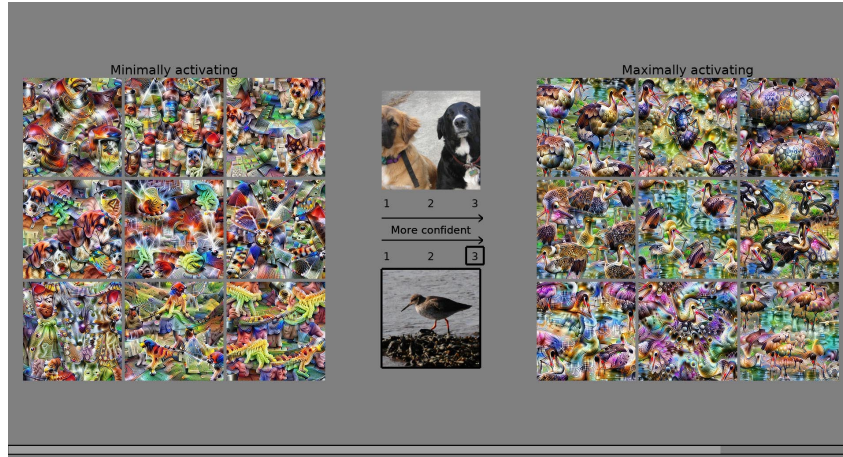 Minimally activating
Maximally activating
1 2 3
More confident
1 2 3